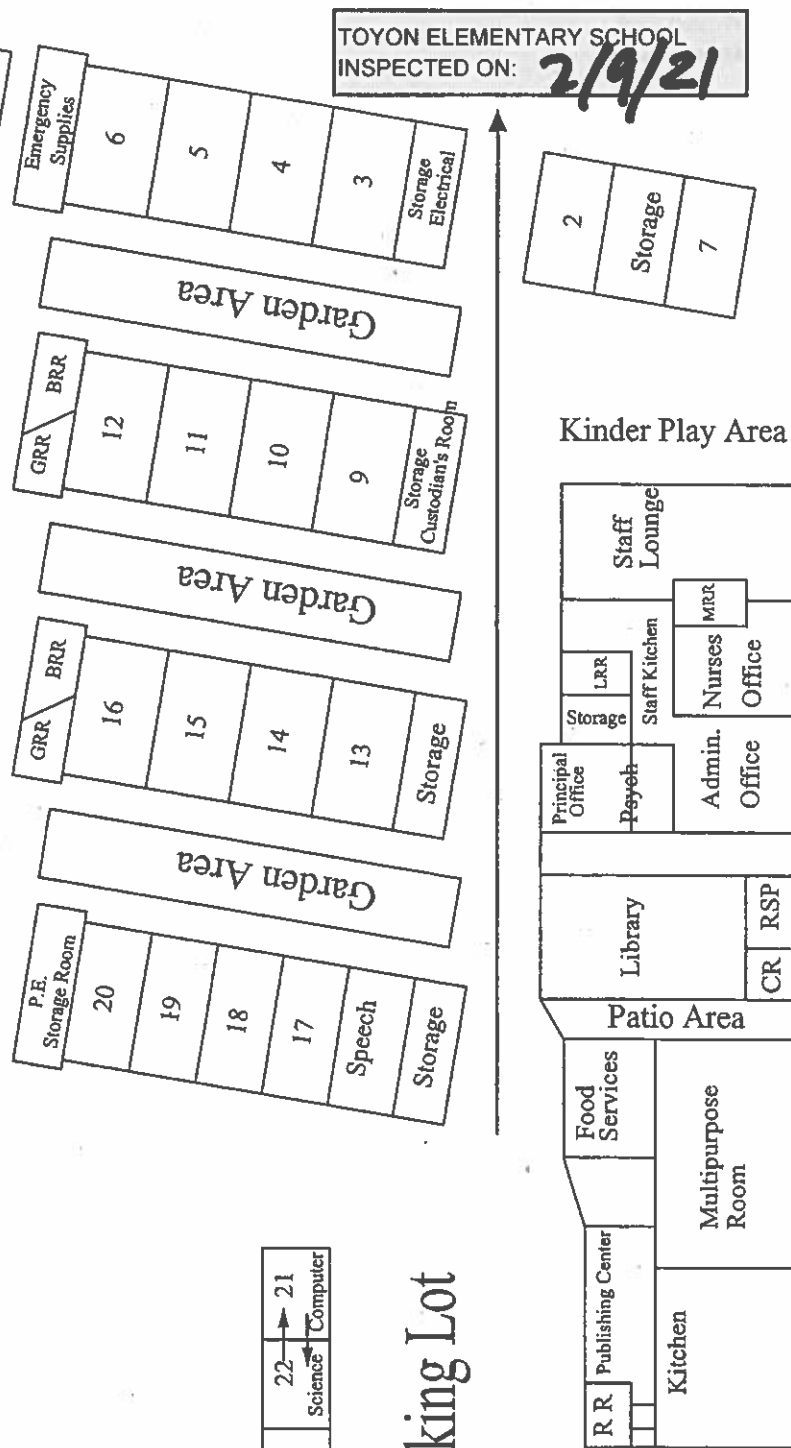 TOYON ELEMENTARY SCHOOL
INSPECTED ON: 2/9/21
Emergency
Supplies
6
5
4
3
Storage
Electrical
Garden Area
2
Storage
7
GRR
BRR
12
11
10
9
Storage
Custodian's Room
Garden Area
Kinder Play Area
GRR
BRR
16
15
14
13
Storage
Garden Area
Staff
Lounge
MRR
LRR
Staff Kitchen
Storage
Nurses
Office
Principal
Office
Psych
Admin.
Office
P.E.
Storage Room
20
19
18
17
Speech
Storage
Library
CR
RSP
Patio Area
Food
Services
Multipurpose
Room
22
21
Science
Computer
king Lot
Publishing Center
R R
Kitchen